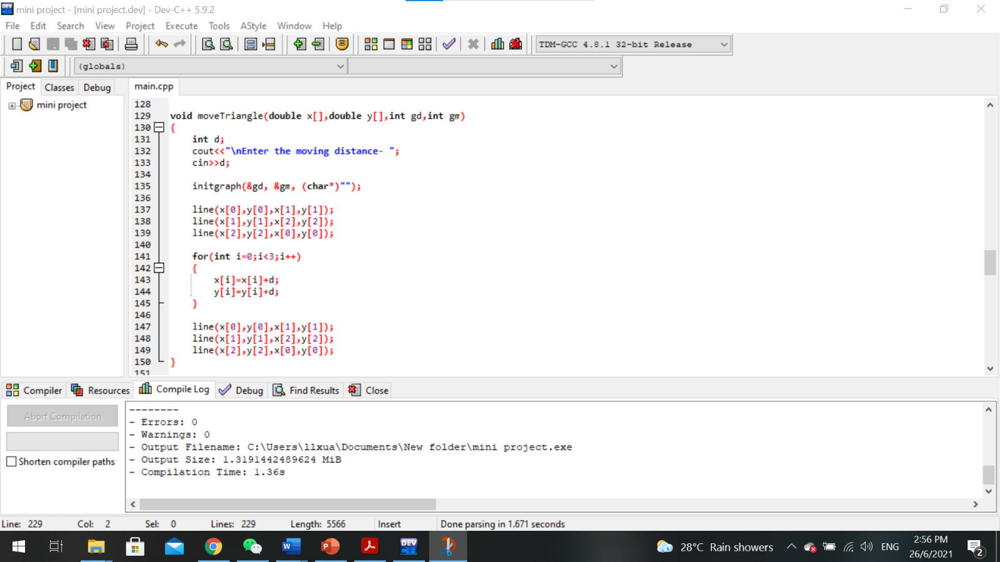 mini project - [mini project.dev] - Dev-C++ 5.9.2
File Edit Search View Project Execute Tools AStyle Window Help
TDM-GCC 4.8.1 32-bit Release
(globals)
Project Classes Debug main.cpp
mini project
128
129 void moveTriangle(double x[],double y[],int gd,int gm)
130 {
131 int d;
132 cout<<"\nEnter the moving distance- ";
133 cin>>d;
134
135 initgraph(&gd, &gm, (char*)"");
136
137 line(x[0],y[0],x[1],y[1]);
138 line(x[1],y[1],x[2],y[2]);
139 line(x[2],y[2],x[0],y[0]);
140
141 for(int i=0;i<3;i++)
142 {
143 x[i]=x[i]+d;
144 y[i]=y[i]+d;
145 }
146
147 line(x[0],y[0],x[1],y[1]);
148 line(x[1],y[1],x[2],y[2]);
149 line(x[2],y[2],x[0],y[0]);
150 }
151
Compiler Resources Compile Log Debug Find Results Close
Abort Compilation
Shorten compiler paths
--------
- Errors: 0
- Warnings: 0
- Output Filename: C:\Users\llxua\Documents\New folder\mini project.exe
- Output Size: 1.3191442489624 MiB
- Compilation Time: 1.36s
Line: 229 Col: 2 Sel: 0 Lines: 229 Length: 5566 Insert Done parsing in 1.671 seconds
DEV C++
28°C Rain showers ENG 2:56 PM
26/6/2021
2